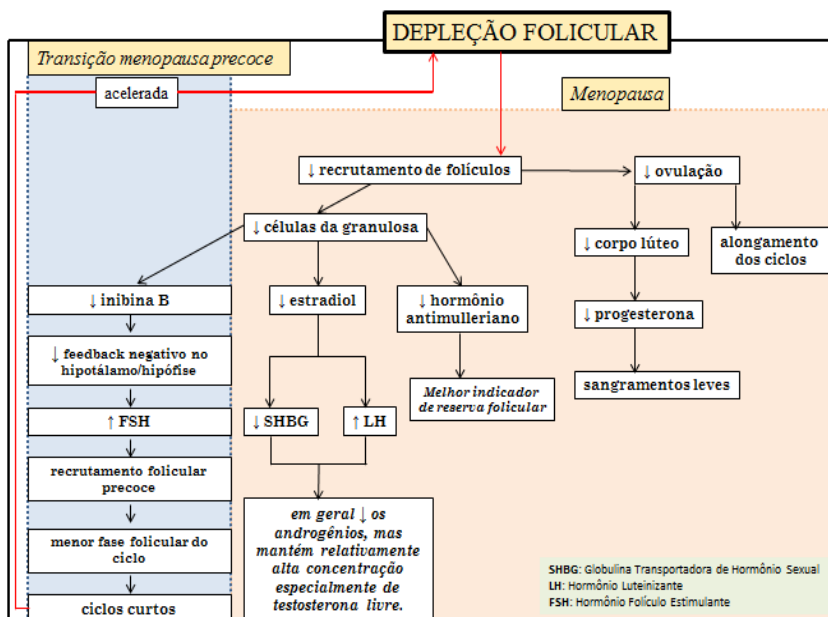 DEPLEÇÃO FOLICULAR
Transição menopausa precoce
acelerada
Menopausa
↓ recrutamento de folículos
↓ ovulação
↓ células da granulosa
↓ corpo lúteo
alongamento
dos ciclos
↓ inibina B
↓ estradiol
↓ hormônio
antimulleriano
↓ progesterona
↓ feedback negativo no
hipotálamo/hipófise
Melhor indicador
de reserva folicular
sangramentos leves
↑ FSH
↓ SHBG
↑ LH
recrutamento folicular
precoce
menor fase folicular do
ciclo
ciclos curtos
em geral ↓ os
androgênios, mas
mantém relativamente
alta concentração
especialmente de
testosterona livre.
SHBG: Globulina Transportadora de Hormônio Sexual
LH: Hormônio Luteinizante
FSH: Hormônio Folículo Estimulante